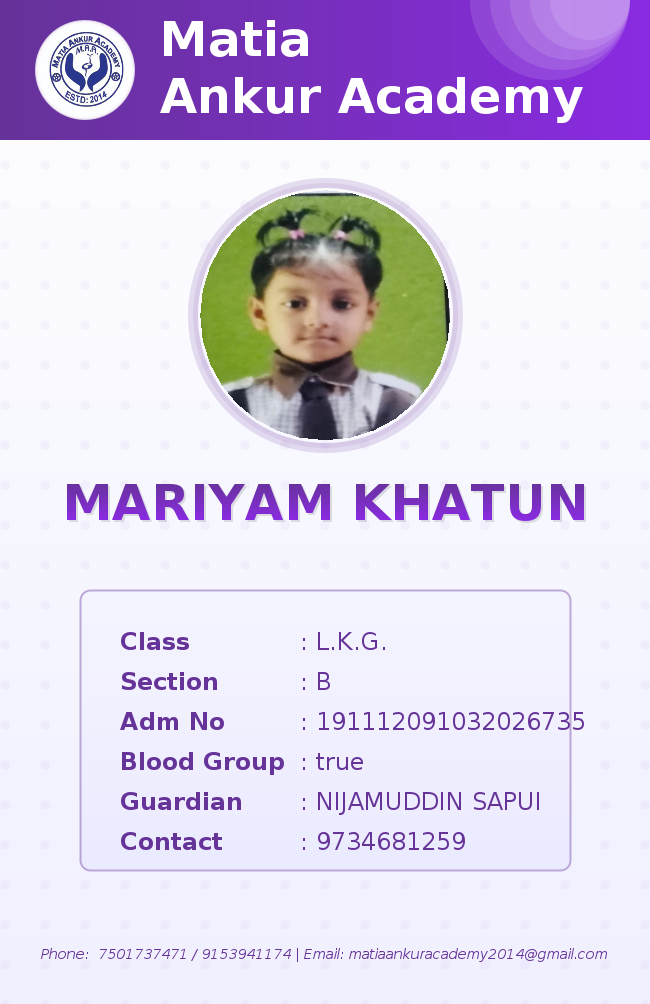 Matia
Ankur Academy
MATIA ANKUR ACADEMY
M.A.A.
ESTD: 2014
MARIYAM KHATUN
Class : L.K.G.
Section : B
Adm No : 191112091032026735
Blood Group : true
Guardian : NIJAMUDDIN SAPUI
Contact : 9734681259
Phone: 7501737471 / 9153941174 | Email: matiaankuracademy2014@gmail.com